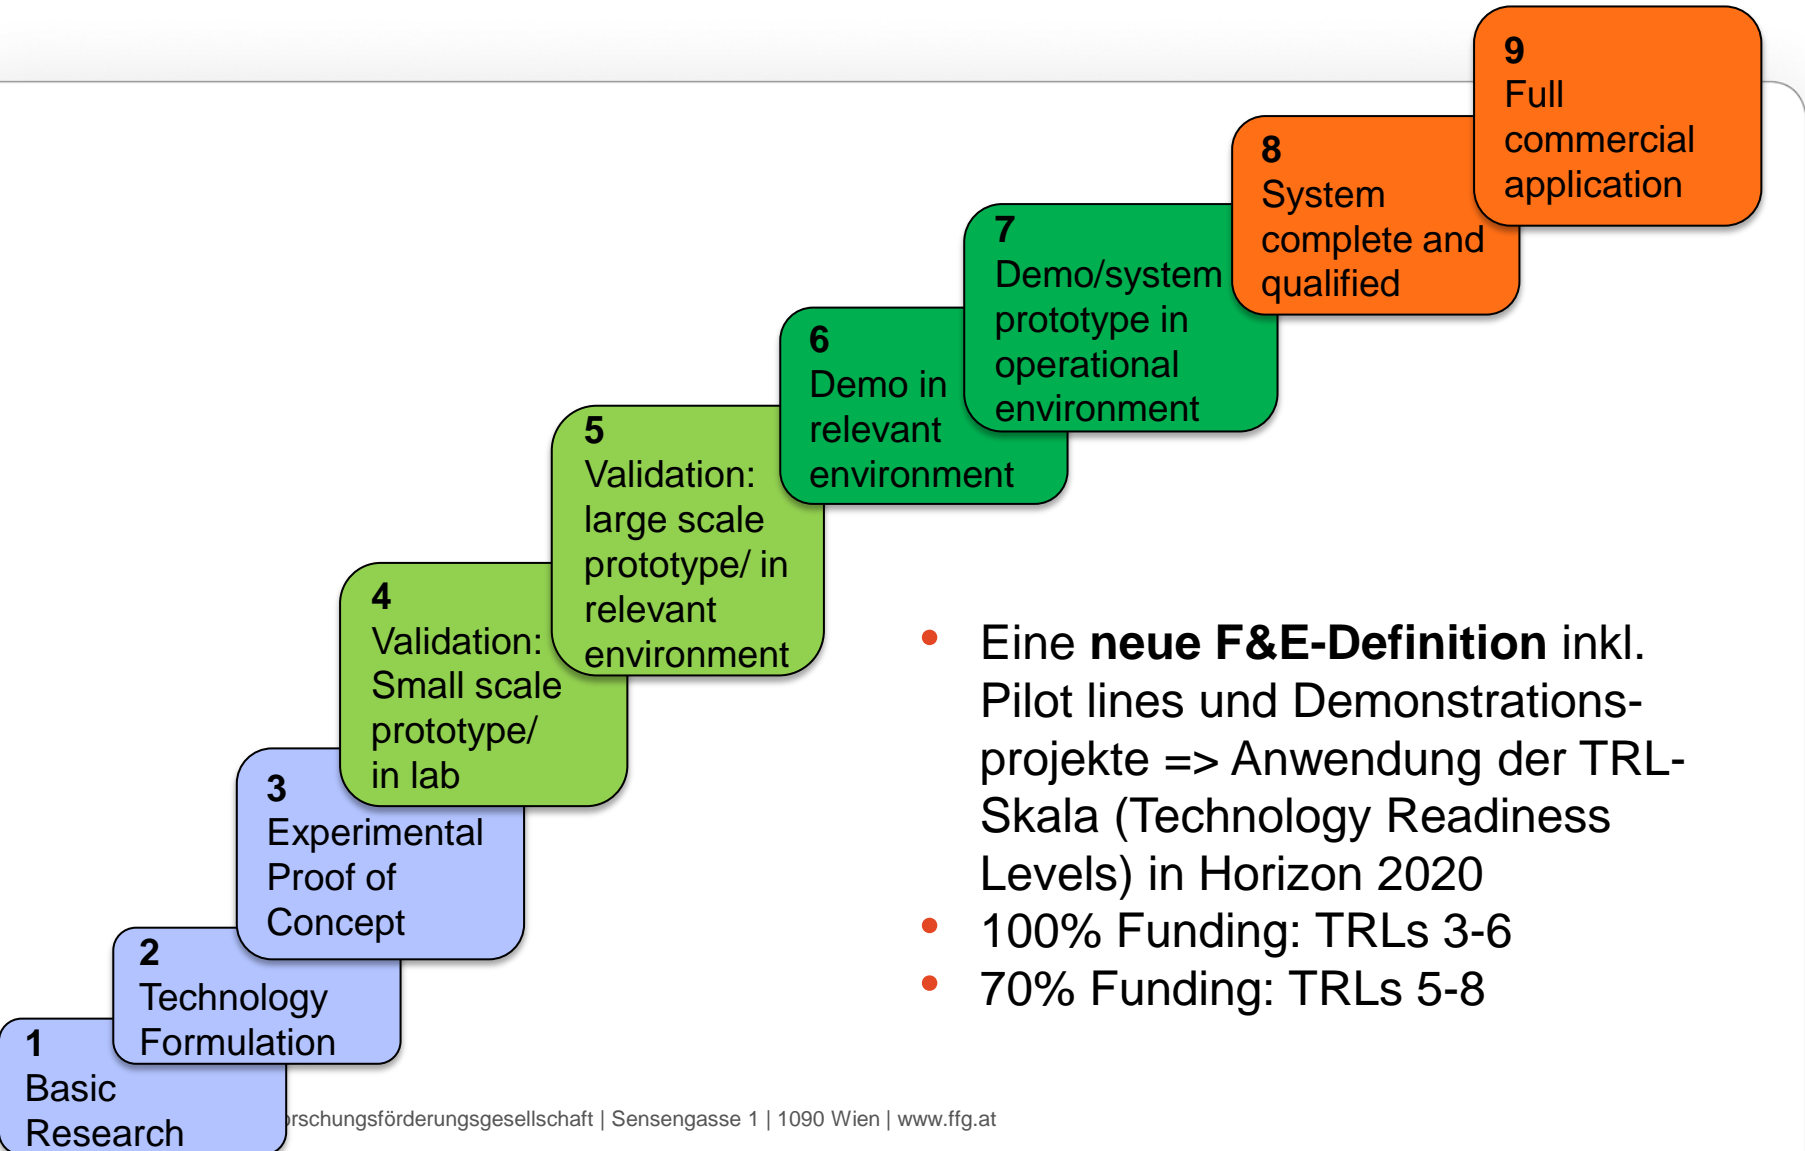 9
Full
commercial
application
8
System
complete and
qualified
7
Demo/system
prototype in
operational
environment
6
Demo in
relevant
environment
5
Validation:
large scale
prototype/ in
relevant
environment
4
Validation:
Small scale
prototype/
in lab
3
Experimental
Proof of
Concept
2
Technology
Formulation
1
Basic
Research
• Eine neue F&E-Definition inkl.
Pilot lines und Demonstrations-
projekte => Anwendung der TRL-
Skala (Technology Readiness
Levels) in Horizon 2020
• 100% Funding: TRLs 3-6
• 70% Funding: TRLs 5-8
rschungsförderungsgesellschaft | Sensengasse 1 | 1090 Wien | www.ffg.at